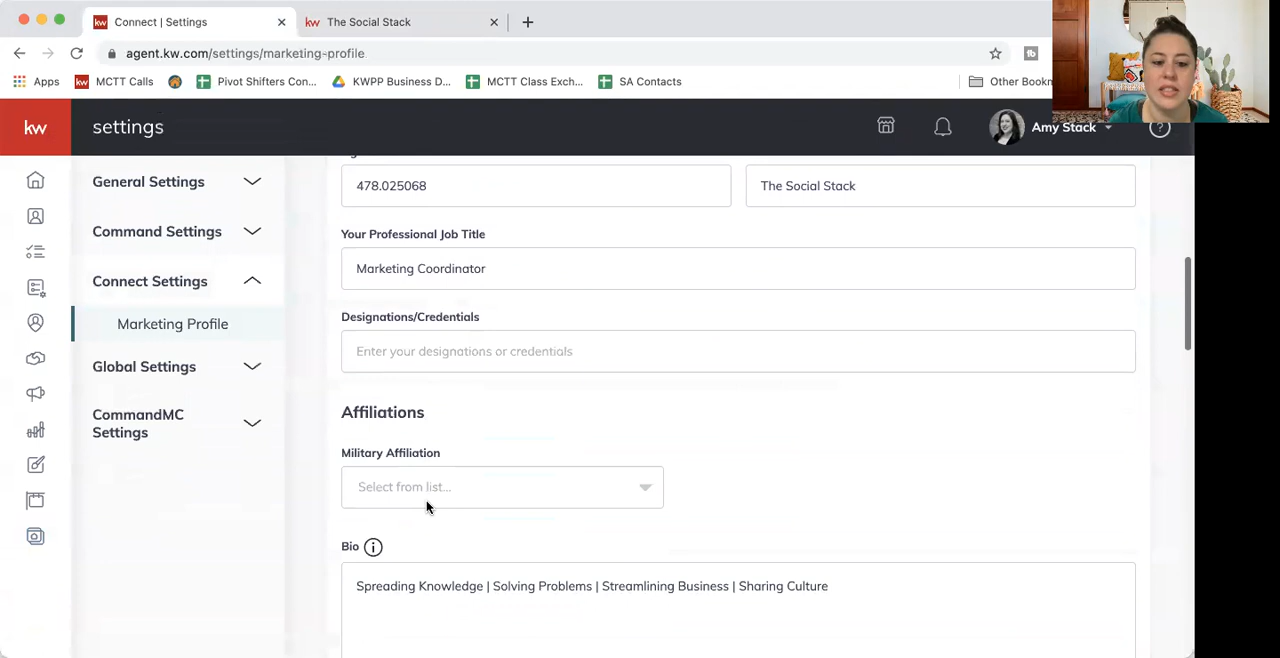 Connect | Settings
kw The Social Stack
agent.kw.com/settings/marketing-profile
Apps
kw MCTT Calls
Pivot Shifters Con...
KWPP Business D...
MCTT Class Exch...
SA Contacts
Other Bookm
kw settings
Amy Stack
General Settings
478.025068
The Social Stack
Command Settings
Your Professional Job Title
Marketing Coordinator
Connect Settings
Designations/Credentials
Marketing Profile
Enter your designations or credentials
Global Settings
Affiliations
CommandMC
Settings
Military Affiliation
Select from list...
Bio
Spreading Knowledge | Solving Problems | Streamlining Business | Sharing Culture